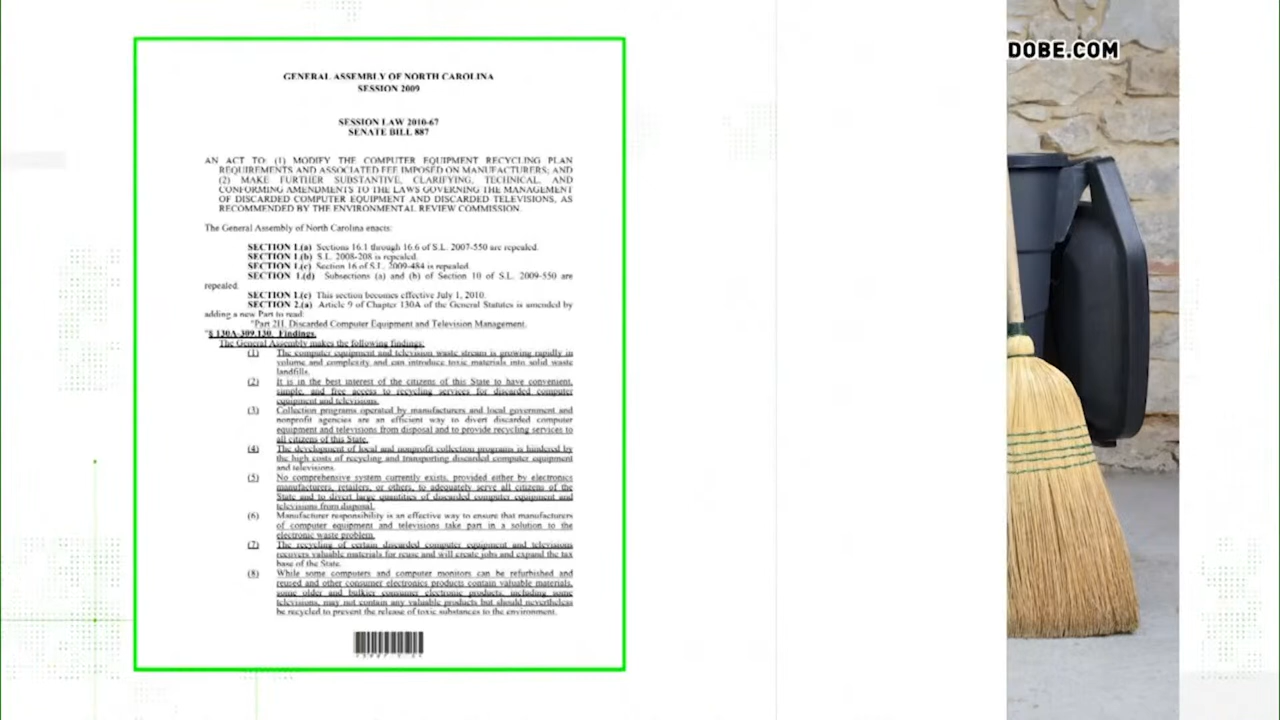 GENERAL ASSEMBLY OF NORTH CAROLINA
SESSION 2009
SESSION LAW 2010-67
SENATE BILL 887
AN ACT TO: (1) MODIFY THE COMPUTER EQUIPMENT RECYCLING PLAN
REQUIREMENTS AND ASSOCIATED FEE IMPOSED ON MANUFACTURERS; AND
(2) MAKE FURTHER SUBSTANTIVE, CLARIFYING, TECHNICAL, AND
CONFORMING AMENDMENTS TO THE LAWS GOVERNING THE MANAGEMENT
OF DISCARDED COMPUTER EQUIPMENT AND DISCARDED TELEVISIONS, AS
RECOMMENDED BY THE ENVIRONMENTAL REVIEW COMMISSION.
The General Assembly of North Carolina enacts:
SECTION 1.(a) Sections 16.1 through 16.6 of S.L. 2007-550 are repealed.
SECTION 1.(b) S.L. 2008-208 is repealed.
SECTION 1.(c) Section 16 of S.L. 2009-484 is repealed.
SECTION 1.(d) Subsections (a) and (b) of Section 10 of S.L. 2009-550 are
repealed.
SECTION 1.(e) This section becomes effective July 1, 2010.
SECTION 2.(a) Article 9 of Chapter 130A of the General Statutes is amended by
adding a new Part to read:
"Part 2H. Discarded Computer Equipment and Television Management.
"§ 130A-309.130. Findings.
The General Assembly makes the following findings:
(1) The computer equipment and television waste stream is growing rapidly in
volume and complexity and can introduce toxic materials into solid waste
landfills.
(2) It is in the best interest of the citizens of this State to have convenient,
simple, and free access to recycling services for discarded computer
equipment and televisions.
(3) Collection programs operated by manufacturers and local government and
nonprofit agencies are an efficient way to divert discarded computer
equipment and televisions from disposal and to provide recycling services to
all citizens of this State.
(4) The development of local and nonprofit collection programs is hindered by
the high costs of recycling and transporting discarded computer equipment
and televisions.
(5) No comprehensive system currently exists, provided either by electronics
manufacturers, retailers, or others, to adequately serve all citizens of the
State and to divert large quantities of discarded computer equipment and
televisions from disposal.
(6) Manufacturer responsibility is an effective way to ensure that manufacturers
of computer equipment and televisions take part in a solution to the
electronic waste problem.
(7) The recycling of certain discarded computer equipment and televisions
recovers valuable materials for reuse and will create jobs and expand the tax
base of the State.
(8) While some computers and computer monitors can be refurbished and
reused and other consumer electronics products contain valuable materials,
some older and bulkier consumer electronic products, including some
televisions, may not contain any valuable products but should nevertheless
be recycled to prevent the release of toxic substances to the environment.
DOBE.COM